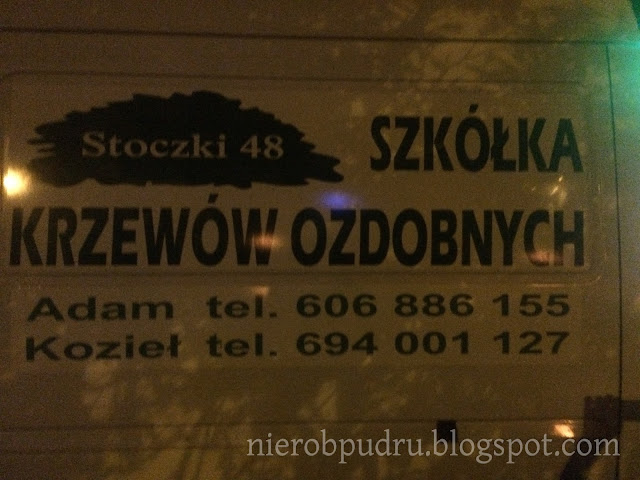 Stoczki 48
SZKÓŁKA
KRZEWÓW OZDOBNYCH
Adam tel. 606 886 155
Kozieł tel. 694 001 127
nierobpudru.blogspot.com